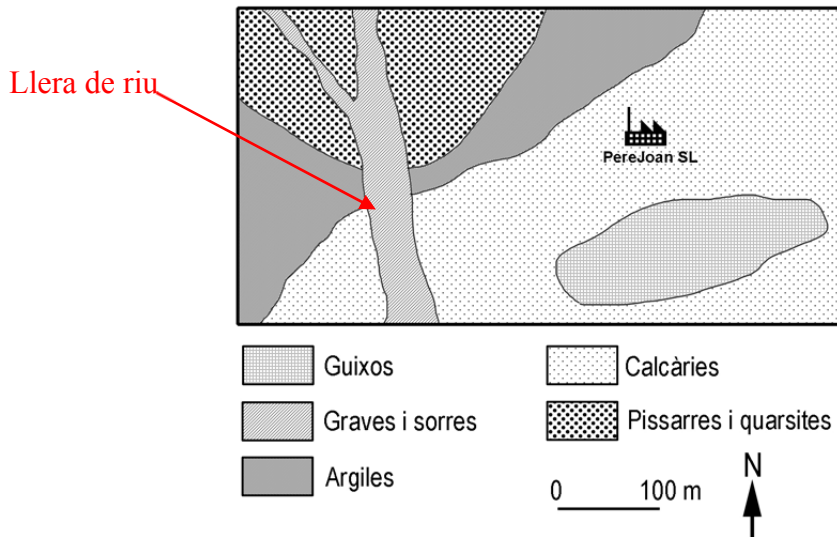 Llera de riu
PereJoan SL
Guixos
Calcàries
Graves i sorres
Pissarres i quarsites
Argiles
0 100 m
N